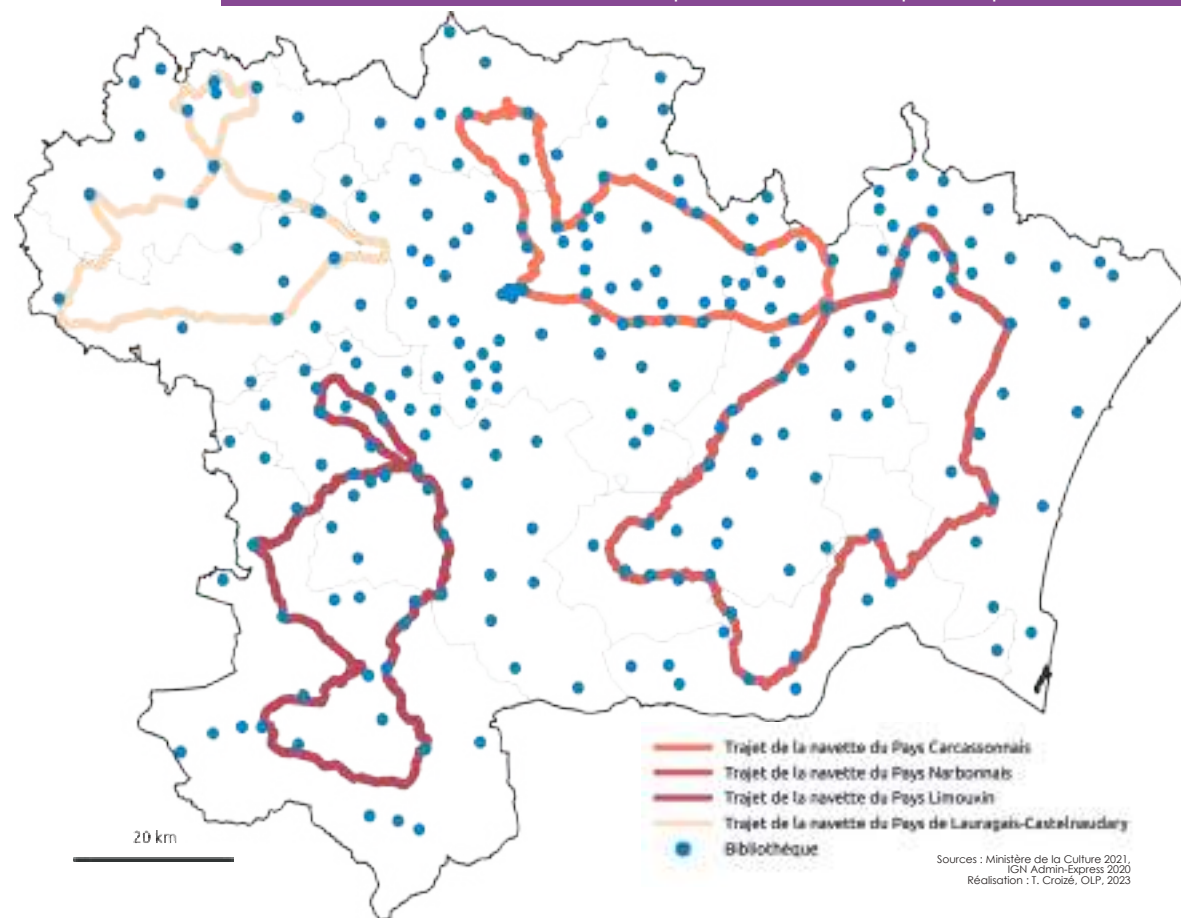 Trajet de la navette du Pays Carcassonnais
Trajet de la navette du Pays Narbonnais
Trajet de la navette du Pays Limouxin
Trajet de la navette du Pays de Lauragais-Castelnaudary
Bibliothèque
20 km
Sources : Ministère de la Culture 2021,
IGN Admin-Express 2020
Réalisation : T. Croizé, OLP, 2023